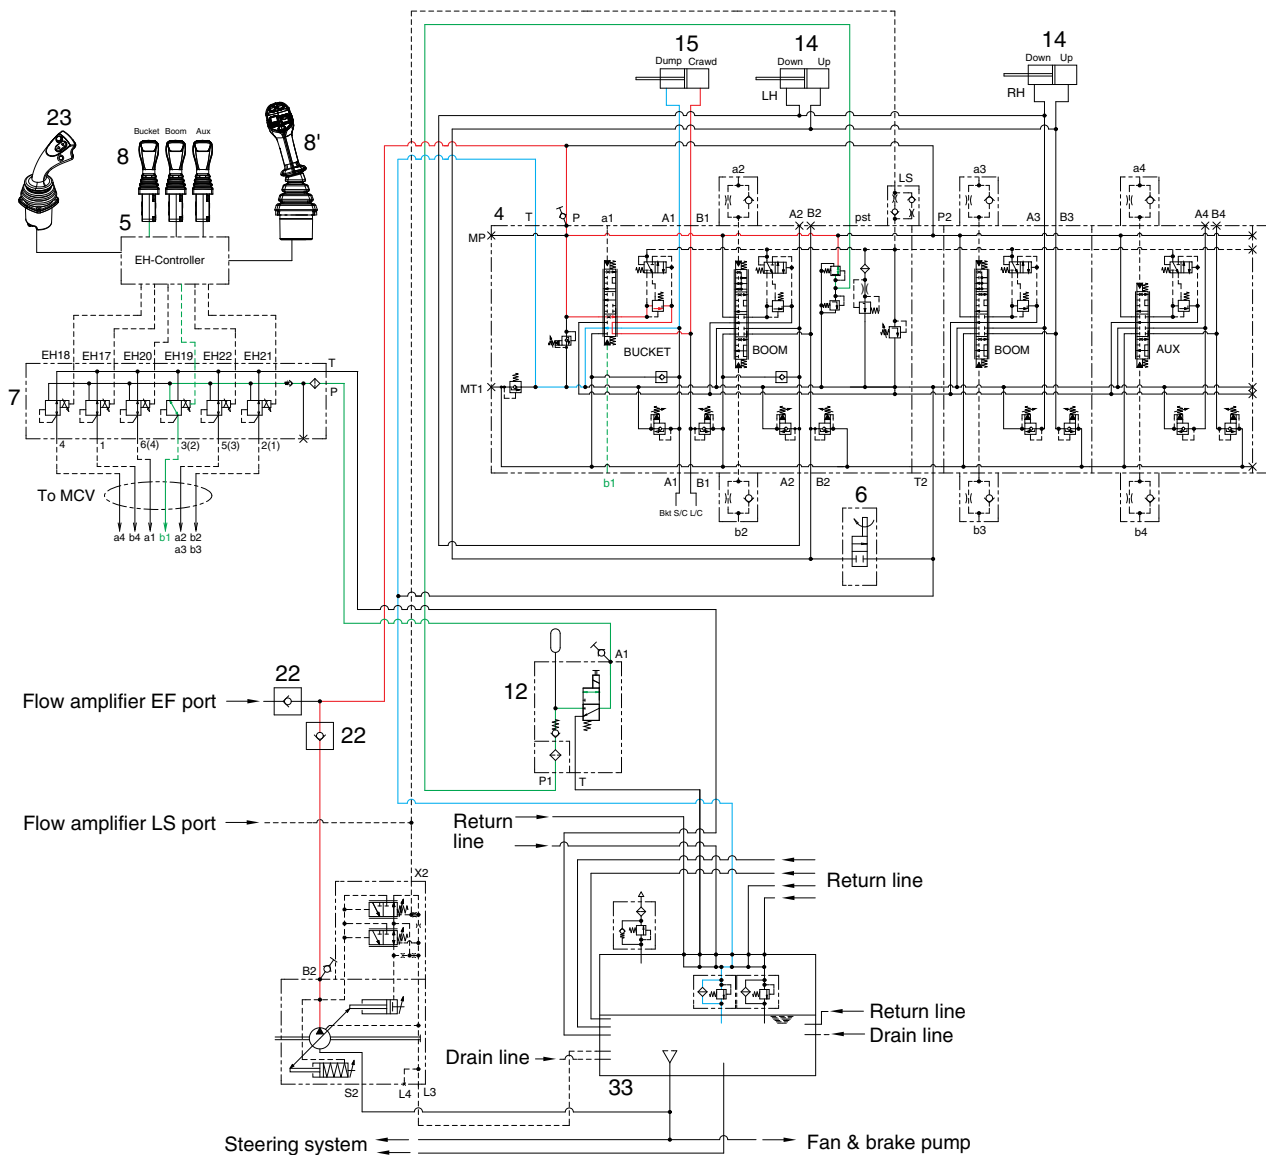 15
14
14
Dump Crawd
Down Up
Down Up
LH
RH
23
Bucket Boom Aux
8
8'
5
EH-Controller
a2
LS
a3
a4
4
T
P
a1
A1
B1
A2
B2
pst
P2
A3
B3
A4
B4
MP
BUCKET
BOOM
BOOM
AUX
MT1
EH18
EH17
EH20
EH19
EH22
EH21
T
P
7
4
1
6(4)
3(2)
5(3)
2(1)
To MCV
a4 b4 a1 b1 a2 b2
a3 b3
b1
A1
B1
A2
B2
T2
Bkt S/C L/C
b2
6
b3
b4
A1
12
22
Flow amplifier EF port
22
P1
T
Flow amplifier LS port
Return
line
X2
Return line
B2
Return line
Drain line
Drain line
33
S2
L4
L3
Steering system
Fan & brake pump